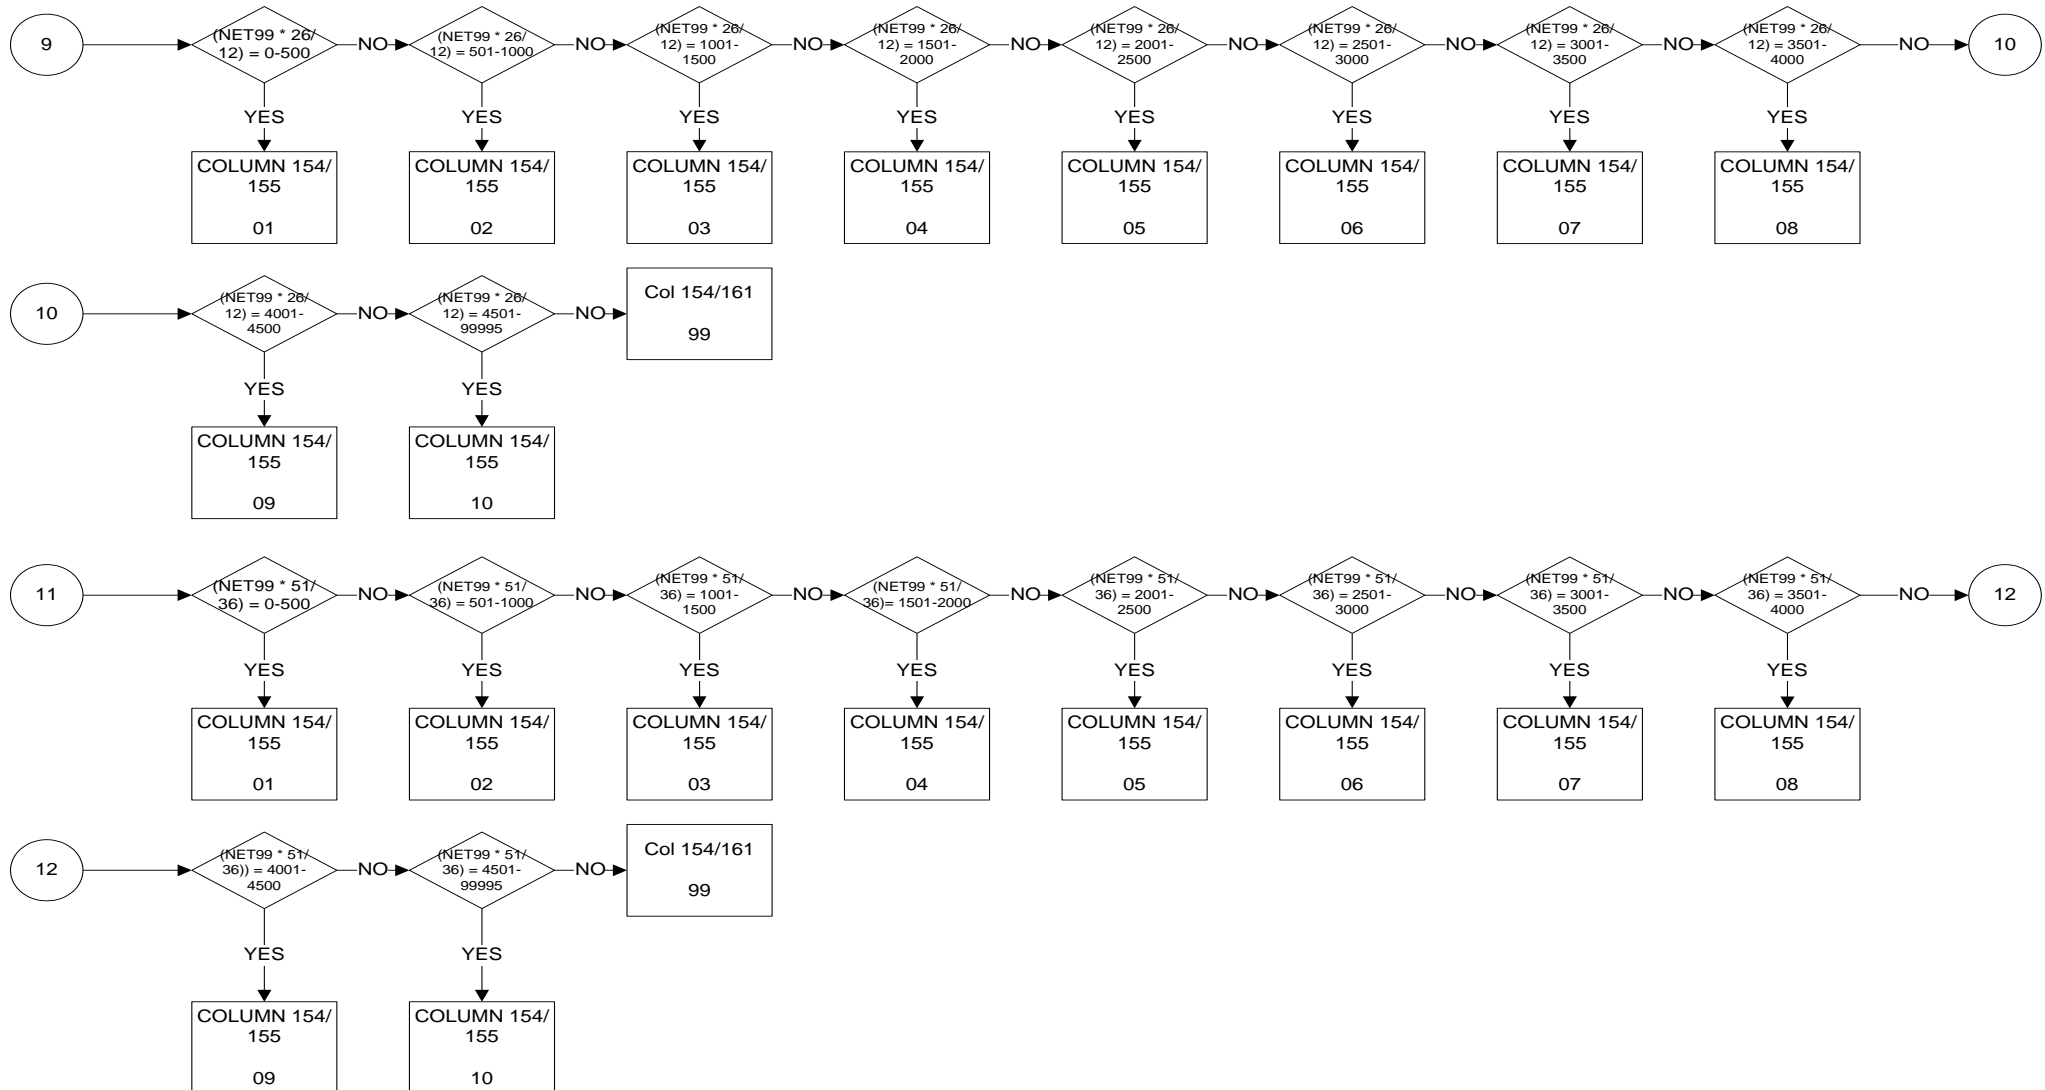 9
(NET99 * 26/
12) = 0-500
NO
(NET99 * 26/
12) = 501-1000
NO
(NET99 * 26/
12) = 1001-
1500
NO
(NET99 * 26/
12) = 1501-
2000
NO
(NET99 * 26/
12) = 2001-
2500
NO
(NET99 * 26/
12) = 2501-
3000
NO
(NET99 * 26/
12) = 3001-
3500
NO
(NET99 * 26/
12) = 3501-
4000
NO
10
YES
YES
YES
YES
YES
YES
YES
YES
COLUMN 154/
155
01
COLUMN 154/
155
02
COLUMN 154/
155
03
COLUMN 154/
155
04
COLUMN 154/
155
05
COLUMN 154/
155
06
COLUMN 154/
155
07
COLUMN 154/
155
08
10
(NET99 * 26/
12) = 4001-
4500
NO
(NET99 * 26/
12) = 4501-
99995
NO
Col 154/161
99
YES
YES
COLUMN 154/
155
09
COLUMN 154/
155
10
11
(NET99 * 51/
36) = 0-500
NO
(NET99 * 51/
36) = 501-1000
NO
(NET99 * 51/
36) = 1001-
1500
NO
(NET99 * 51/
36)= 1501-2000
NO
(NET99 * 51/
36) = 2001-
2500
NO
(NET99 * 51/
36) = 2501-
3000
NO
(NET99 * 51/
36) = 3001-
3500
NO
(NET99 * 51/
36) = 3501-
4000
NO
12
YES
YES
YES
YES
YES
YES
YES
YES
COLUMN 154/
155
01
COLUMN 154/
155
02
COLUMN 154/
155
03
COLUMN 154/
155
04
COLUMN 154/
155
05
COLUMN 154/
155
06
COLUMN 154/
155
07
COLUMN 154/
155
08
12
(NET99 * 51/
36)) = 4001-
4500
NO
(NET99 * 51/
36) = 4501-
99995
NO
Col 154/161
99
YES
YES
COLUMN 154/
155
09
COLUMN 154/
155
10